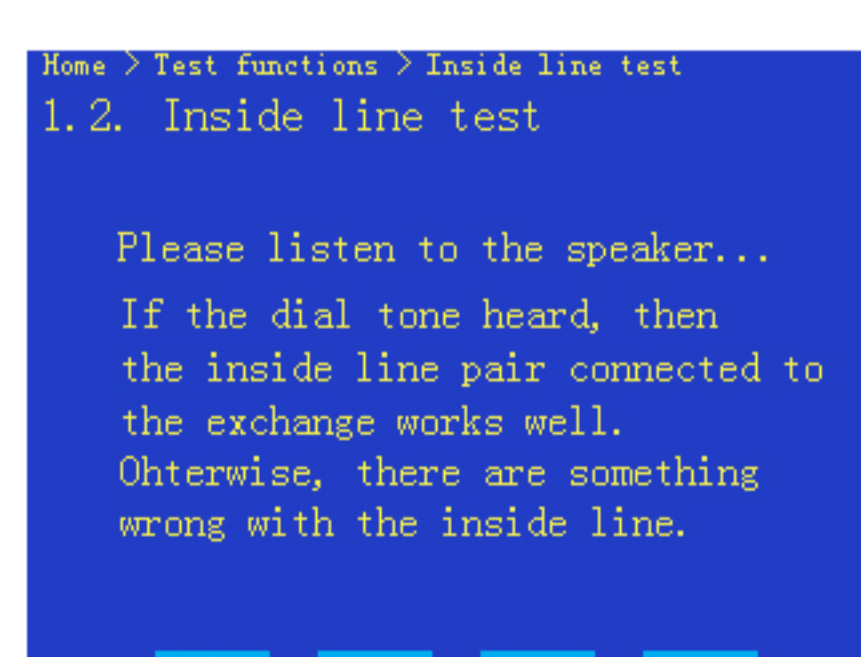 Home > Test functions > Inside line test
1.2. Inside line test
Please listen to the speaker...
If the dial tone heard, then
the inside line pair connected to
the exchange works well.
Ohterwise, there are something
wrong with the inside line.